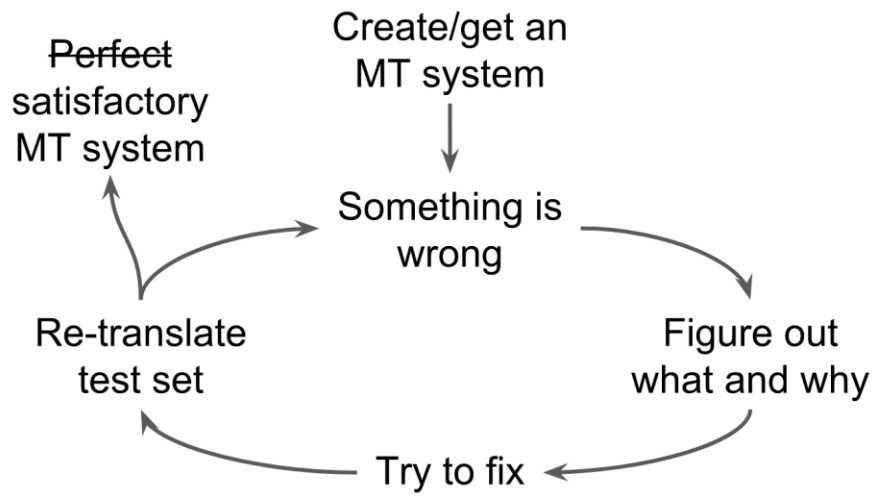 Create/get an
MT system
Perfect
satisfactory
MT system
Something is
wrong
Figure out
what and why
Try to fix
Re-translate
test set